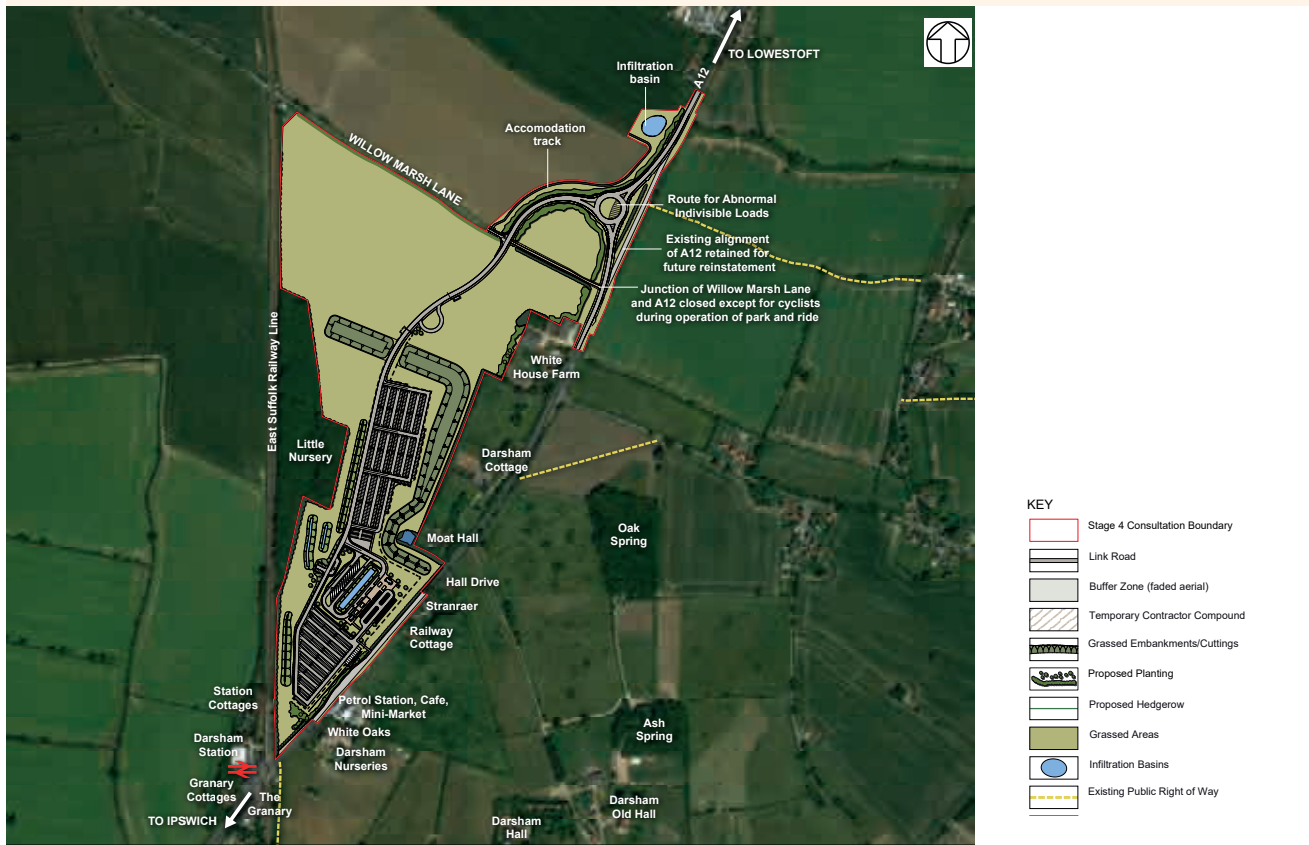 TO LOWESTOFT
A12
Infiltration
basin
Accomodation
track
WILLOW MARSH LANE
Route for Abnormal
Indivisible Loads
Existing alignment
of A12 retained for
future reinstatement
Junction of Willow Marsh Lane
and A12 closed except for cyclists
during operation of park and ride
East Suffolk Railway Line
White
House Farm
Little
Nursery
Darsham
Cottage
Oak
Spring
Moat Hall
Hall Drive
Stranraer
Railway
Cottage
Station
Cottages
Petrol Station, Cafe,
Mini-Market
White Oaks
Darsham
Station
Darsham
Nurseries
Ash
Spring
Granary
Cottages
The
Granary
TO IPSWICH
Darsham
Old Hall
Darsham
Hall
KEY
Stage 4 Consultation Boundary
Link Road
Buffer Zone (faded aerial)
Temporary Contractor Compound
Grassed Embankments/Cuttings
Proposed Planting
Proposed Hedgerow
Grassed Areas
Infiltration Basins
Existing Public Right of Way